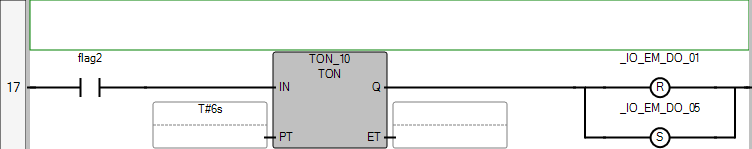 flag2
TON_10
TON
_IO_EM_DO_01
17
IN
Q
R
T#6s
_IO_EM_DO_05
PT
ET
S